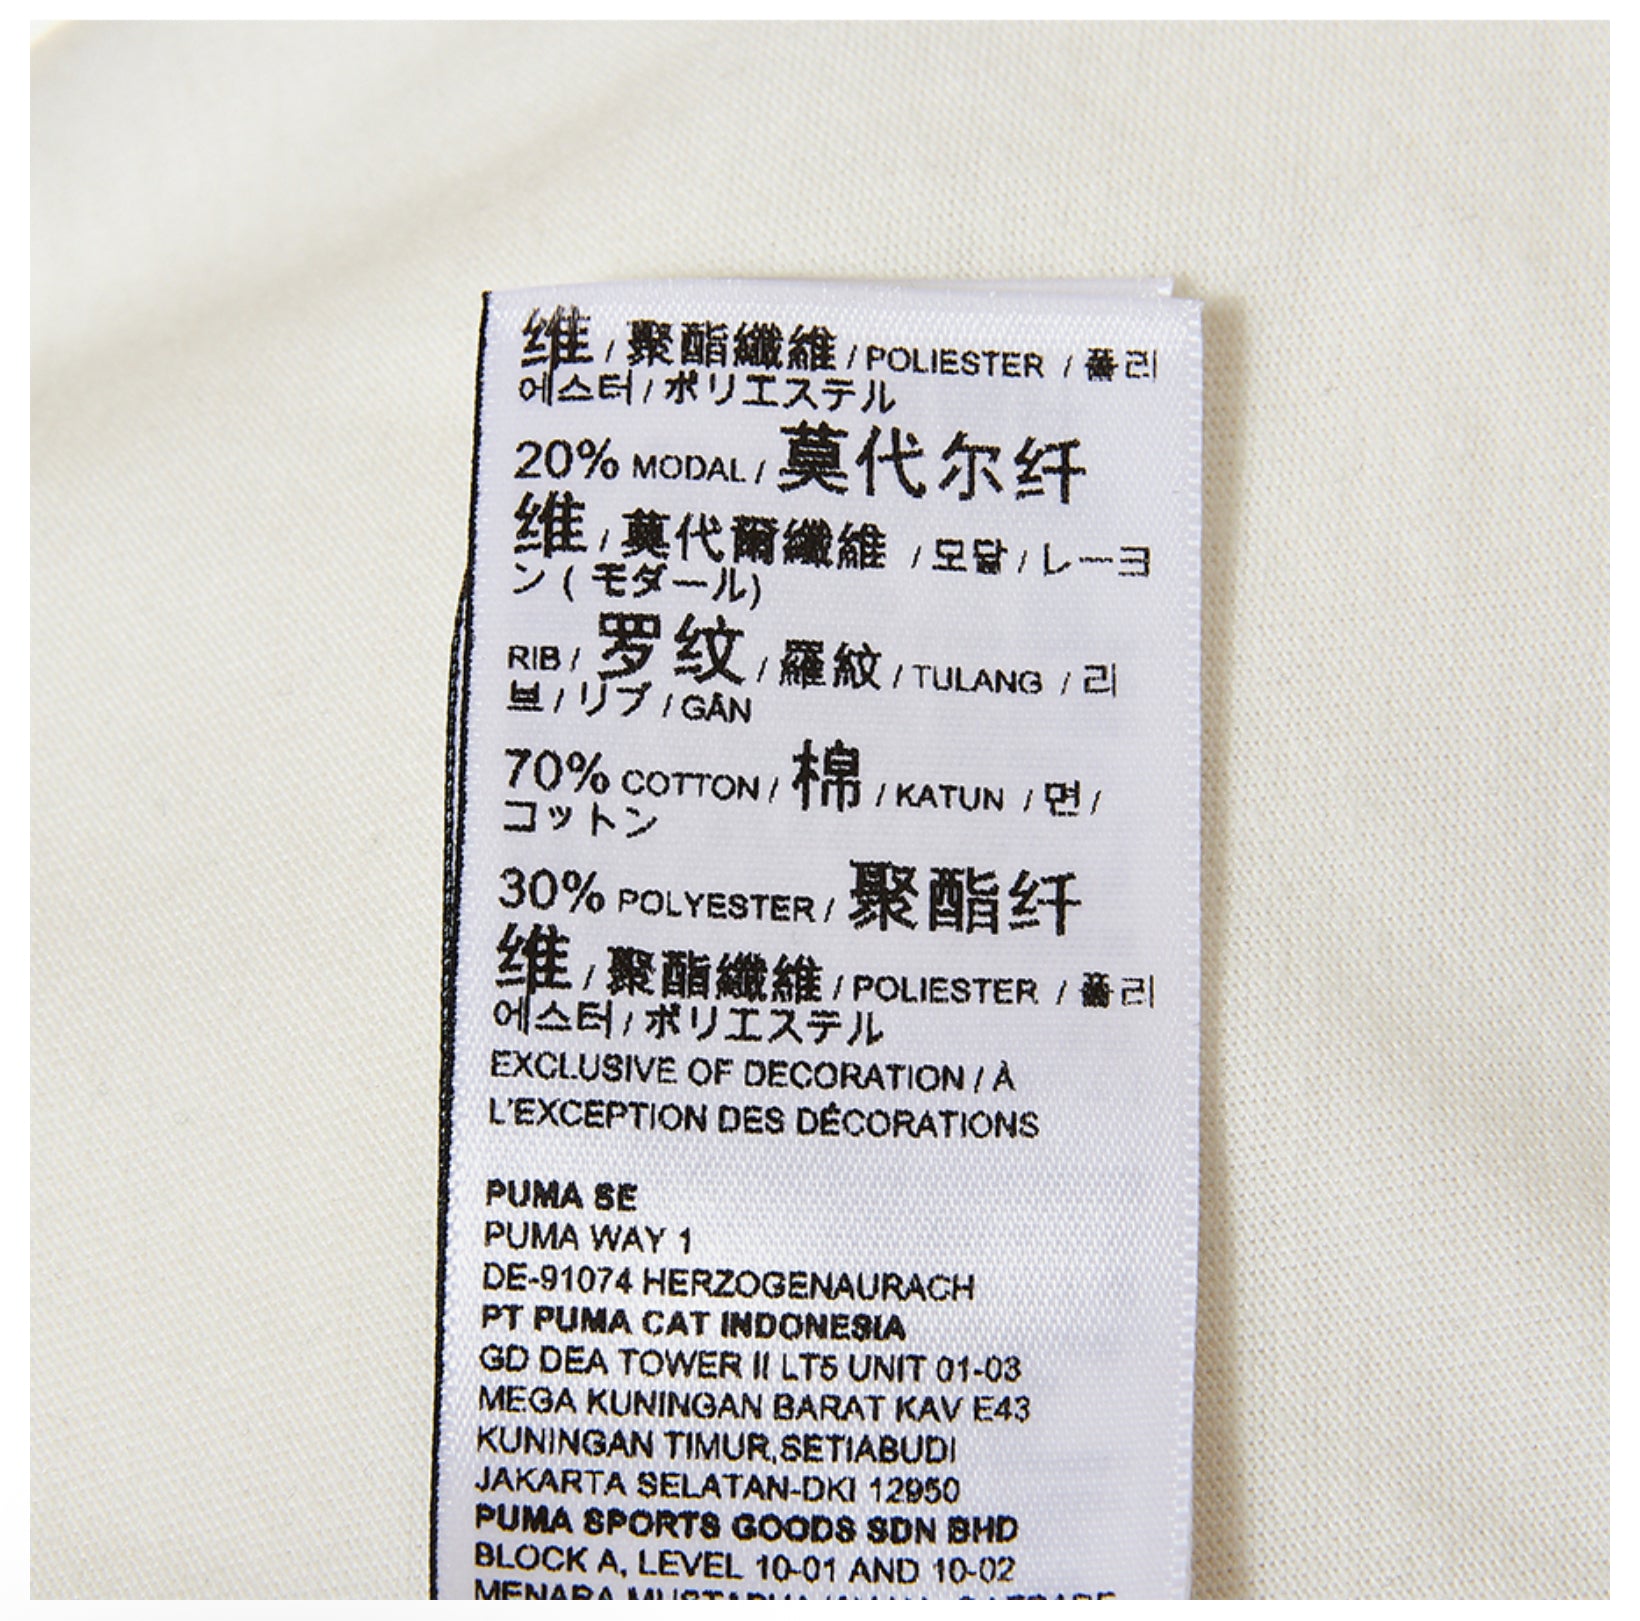 维 / 聚酯纖維 / POLIESTER / 폴리
에스터 / ポリエステル
20% MODAL / 莫代尔纤
维 / 莫代爾纖維 / 모달 / レーヨ
ン ( モダール)
RIB / 罗纹 / 羅紋 / TULANG / 리
브 / リブ / GÂN
70% COTTON / 棉 / KATUN / 면 /
コットン
30% POLYESTER / 聚酯纤
维 / 聚酯纖維 / POLIESTER / 폴리
에스터 / ポリエステル
EXCLUSIVE OF DECORATION / À
L'EXCEPTION DES DÉCORATIONS
PUMA SE
PUMA WAY 1
DE-91074 HERZOGENAURACH
PT PUMA CAT INDONESIA
GD DEA TOWER II LT5 UNIT 01-03
MEGA KUNINGAN BARAT KAV E43
KUNINGAN TIMUR,SETIABUDI
JAKARTA SELATAN-DKI 12950
PUMA SPORTS GOODS SDN BHD
BLOCK A, LEVEL 10-01 AND 10-02
MENARA